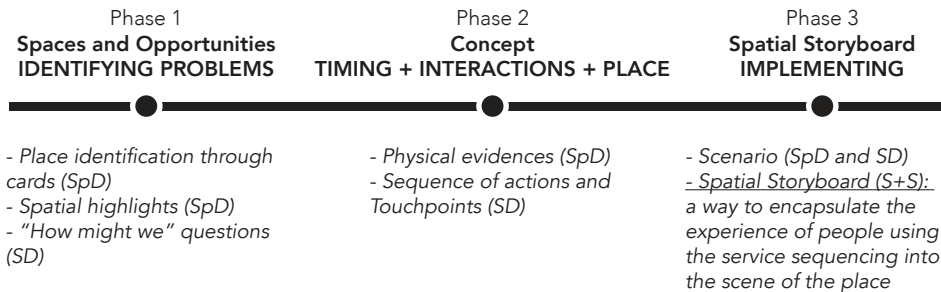 Phase 1
Spaces and Opportunities
IDENTIFYING PROBLEMS
- Place identification through
cards (SpD)
- Spatial highlights (SpD)
- “How might we” questions
(SD)
Phase 2
Concept
TIMING + INTERACTIONS + PLACE
- Physical evidences (SpD)
- Sequence of actions and
Touchpoints (SD)
Phase 3
Spatial Storyboard
IMPLEMENTING
- Scenario (SpD and SD)
- Spatial Storyboard (S+S):
a way to encapsulate the
experience of people using
the service sequencing into
the scene of the place